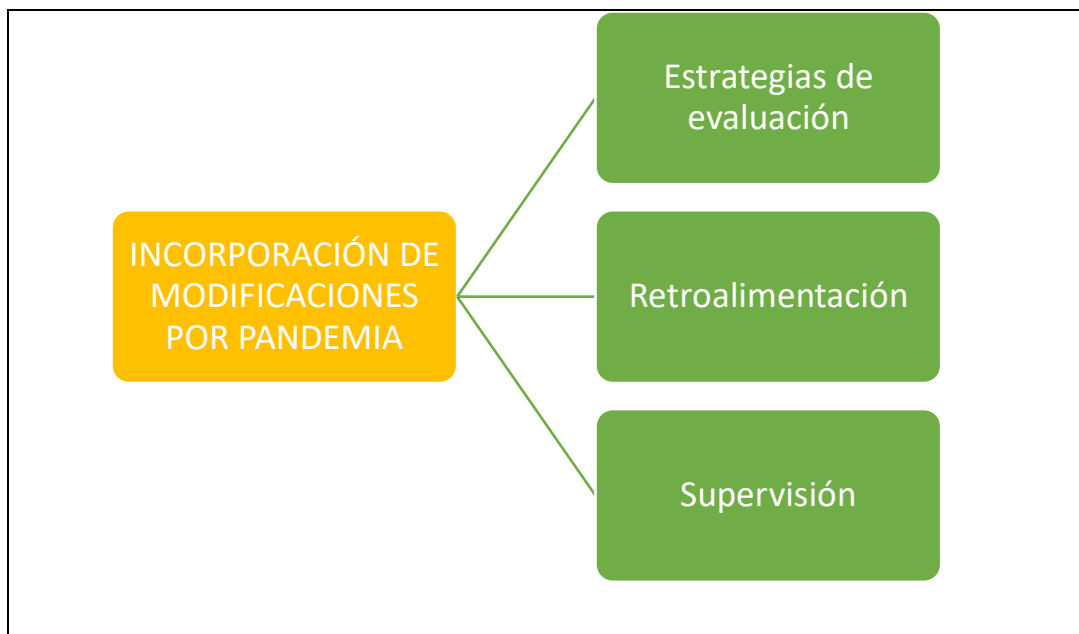 Estrategias de
evaluación
INCORPORACIÓN DE
MODIFICACIONES
POR PANDEMIA
Retroalimentación
Supervisión